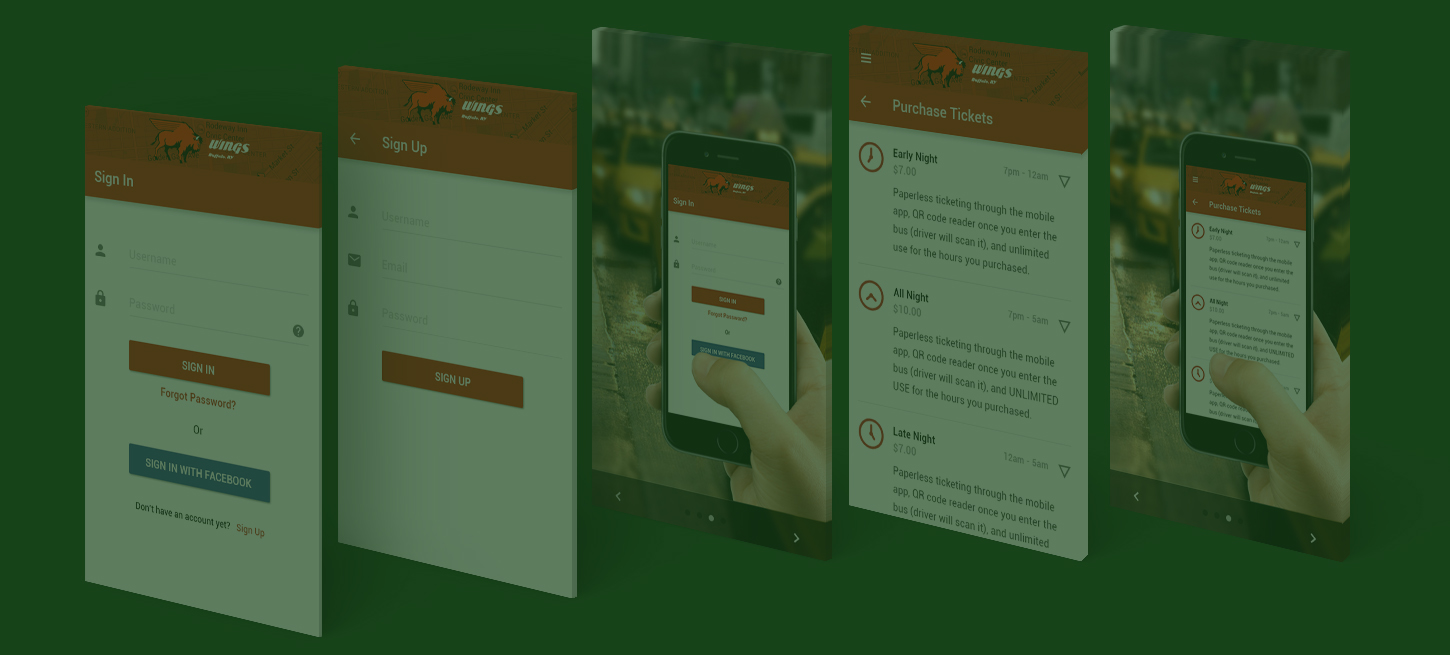 WINGS
Buffalo, NY
Sign In
Username
Password
SIGN IN
Forgot Password?
Or
SIGN IN WITH FACEBOOK
Don't have an account yet? Sign Up
WINGS
Buffalo, NY
Sign Up
Username
Email
Password
SIGN UP
WINGS
Sign In
Username
Password
SIGN IN
Forgot Password?
Or
SIGN IN WITH FACEBOOK
WINGS
Buffalo, NY
Purchase Tickets
Early Night
7pm - 12am
$7.00
Paperless ticketing through the mobile
app, QR code reader once you enter the
bus (driver will scan it), and unlimited
use for the hours you purchased.
All Night
7pm - 5am
$10.00
Paperless ticketing through the mobile
app, QR code reader once you enter the
bus (driver will scan it), and UNLIMITED
USE for the hours you purchased.
Late Night
12am - 5am
$7.00
Paperless ticketing through the mobile
app, QR code reader once you enter the
bus (driver will scan it), and unlimited
WINGS
Purchase Tickets
Early Night
7pm - 12am
$7.00
Paperless ticketing through the mobile
app, QR code reader once you enter the
bus (driver will scan it), and unlimited
use for the hours you purchased.
All Night
7pm - 5am
$10.00
Paperless ticketing through the mobile
app, QR code reader once you enter the
bus (driver will scan it), and UNLIMITED
USE for the hours you purchased.